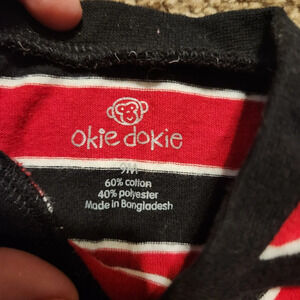 okie dokie
9M
60% cotton
40% polyester
Made in Bangladesh